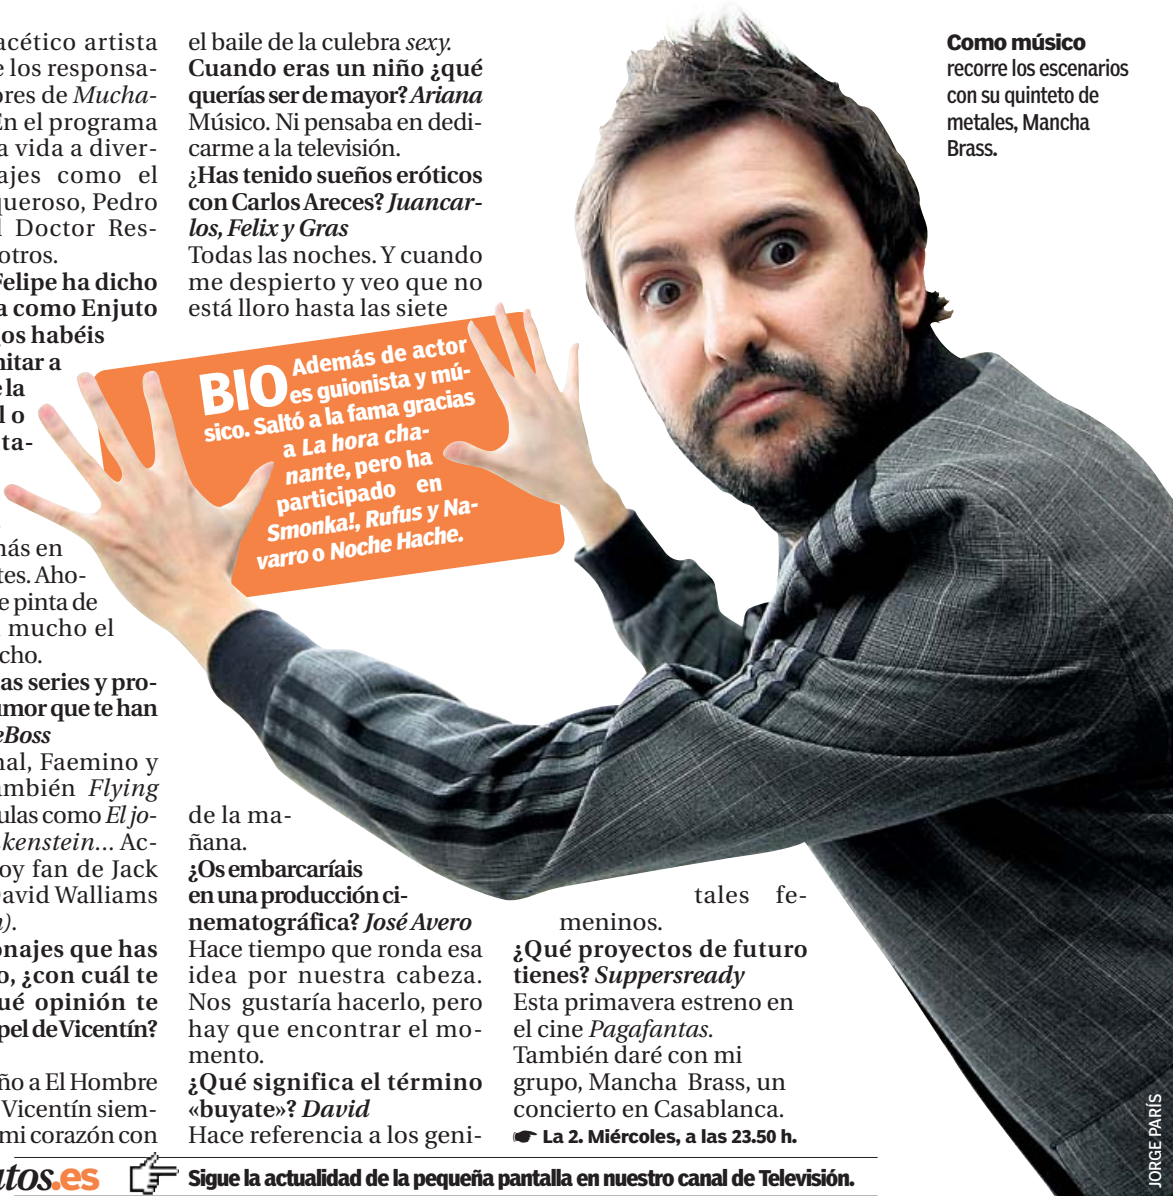 acético artista
e los responsa-
ores de Mucha-
En el programa
a vida a diver-
ajes como el
queroso, Pedro
l Doctor Res-
otros.
Felipe ha dicho
a como Enjuto
os habéis
nitar a
e la
l o
ta-
nás en
tes. Aho-
e pinta de
mucho el
cho.
as series y pro-
umor que te han
eBoss
nal, Faemino y
ambién Flying
ulas como El jo-
kenstein... Ac-
oy fan de Jack
David Walliams
n).
onajes que has
o, ¿con cuál te
ué opinión te
pel de Vicentín?
ño a El Hombre
Vicentín siem-
mi corazón con
el baile de la culebra sexy.
Cuando eras un niño ¿qué
querías ser de mayor? Ariana
Músico. Ni pensaba en dedi-
carme a la televisión.
¿Has tenido sueños eróticos
con Carlos Areces? Juancar-
los, Felix y Gras
Todas las noches. Y cuando
me despierto y veo que no
está lloro hasta las siete
de la ma-
ñana.
¿Os embarcaríais
en una producción ci-
nematográfica? José Avero
Hace tiempo que ronda esa
idea por nuestra cabeza.
Nos gustaría hacerlo, pero
hay que encontrar el mo-
mento.
¿Qué significa el término
«buyate»? David
Hace referencia a los geni-
tales fe-
meninos.
¿Qué proyectos de futuro
tienes? Suppersready
Esta primavera estreno en
el cine Pagafantas.
También daré con mi
grupo, Mancha Brass, un
concierto en Casablanca.
☛ La 2. Miércoles, a las 23.50 h.
BIO Además de actor
es guionista y mú-
sico. Saltó a la fama gracias
a La hora cha-
nante, pero ha
participado en
Smonka!, Rufus y Na-
varro o Noche Hache.
Como músico
recorre los escenarios
con su quinteto de
metales, Mancha
Brass.
JORGE PARÍS
utos.es Sigue la actualidad de la pequeña pantalla en nuestro canal de Televisión.